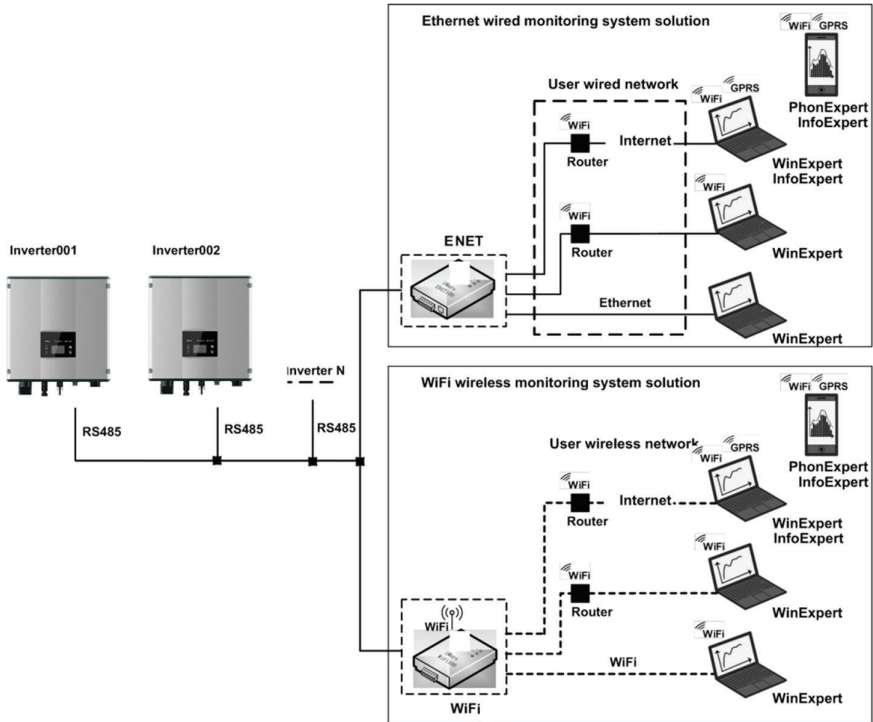 Ethernet wired monitoring system solution
WiFi GPRS
PhonExpert
InfoExpert
User wired network
WiFi GPRS
WiFi
Internet
Router
WinExpert
InfoExpert
WiFi
WiFi
Router
WinExpert
ENET
Ethernet
WinExpert
Inverter001
Inverter002
Inverter N
RS485
RS485
RS485
WiFi wireless monitoring system solution
WiFi GPRS
PhonExpert
InfoExpert
User wireless network
WiFi GPRS
WiFi
Internet
Router
WinExpert
InfoExpert
WiFi
WiFi
Router
WinExpert
WiFi
WiFi
WiFi
WinExpert
WiFi